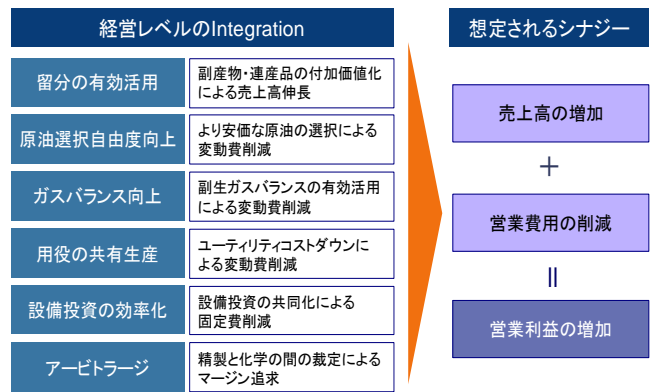 経営レベルのIntegration
想定されるシナジー
留分の有効活用
副産物・連産品の付加価値化
による売上高伸長
原油選択自由度向上
より安価な原油の選択による
変動費削減
ガスバランス向上
副生ガスバランスの有効活用
による変動費削減
用役の共有生産
ユーティリティコストダウンに
よる変動費削減
設備投資の効率化
設備投資の共同化による
固定費削減
アービトラージ
精製と化学の間の裁定による
マージン追求
売上高の増加
＋
営業費用の削減
＝
営業利益の増加